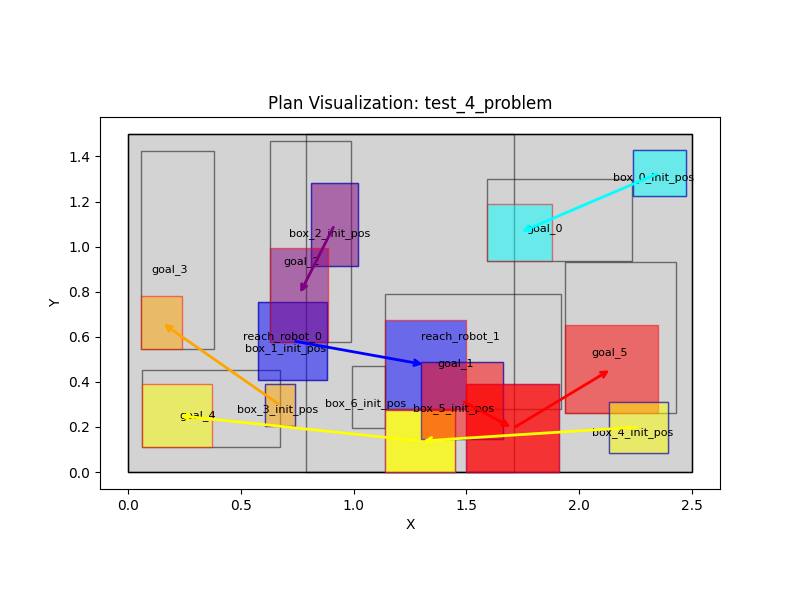 Plan Visualization: test_4_problem
1.4
1.2
1.0
0.8
0.6
0.4
0.2
0.0
Y
box_0_init_pos
goal_0
box_2_init_pos
goal_2
goal_3
reach_robot_0
box_1_init_pos
reach_robot_1
goal_1
goal_5
box_6_init_pos
box_3_init_pos
box_5_init_pos
goal_4
box_4_init_pos
0.0
0.5
1.0
1.5
2.0
2.5
X